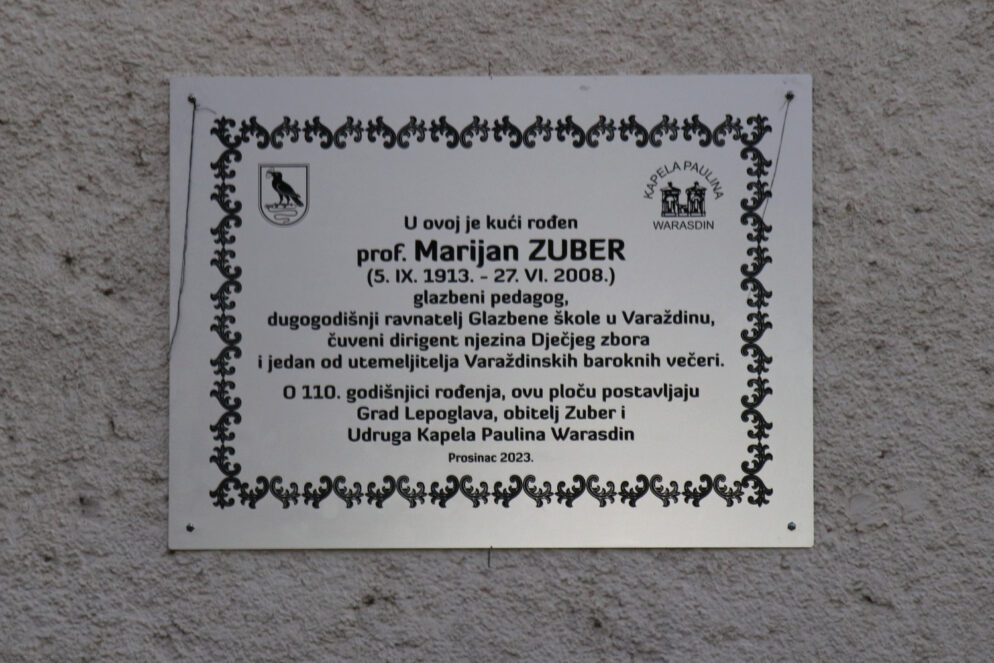 KAPELA PAULINA
WARASDIN
U ovoj je kući rođen
prof. Marijan ZUBER
(5. IX. 1913. - 27. VI. 2008.)
glazbeni pedagog,
dugogodišnji ravnatelj Glazbene škole u Varaždinu,
čuveni dirigent njezina Dječjeg zbora
i jedan od utemeljitelja Varaždinskih baroknih večeri.
O 110. godišnjici rođenja, ovu ploču postavljaju
Grad Lepoglava, obitelj Zuber i
Udruga Kapela Paulina Warasdin
Prosinac 2023.